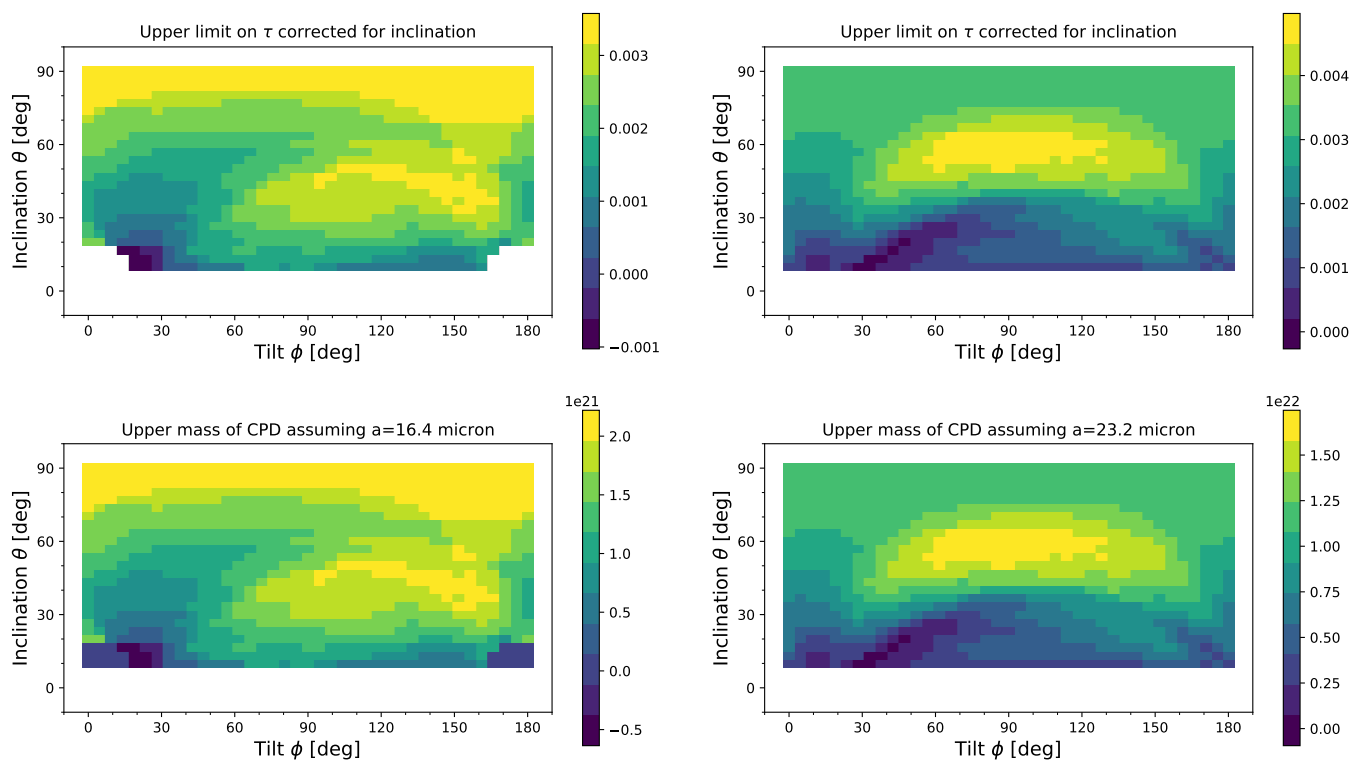 Upper limit on τ corrected for inclination
Inclination θ [deg]
90
60
30
0
0 30 60 90 120 150 180
Tilt ϕ [deg]
0.003
0.002
0.001
0.000
−0.001
Upper limit on τ corrected for inclination
Inclination θ [deg]
90
60
30
0
0 30 60 90 120 150 180
Tilt ϕ [deg]
0.004
0.003
0.002
0.001
0.000
Upper mass of CPD assuming a=16.4 micron
Inclination θ [deg]
90
60
30
0
0 30 60 90 120 150 180
Tilt ϕ [deg]
1e21
2.0
1.5
1.0
0.5
0.0
−0.5
Upper mass of CPD assuming a=23.2 micron
Inclination θ [deg]
90
60
30
0
0 30 60 90 120 150 180
Tilt ϕ [deg]
1e22
1.50
1.25
1.00
0.75
0.50
0.25
0.00